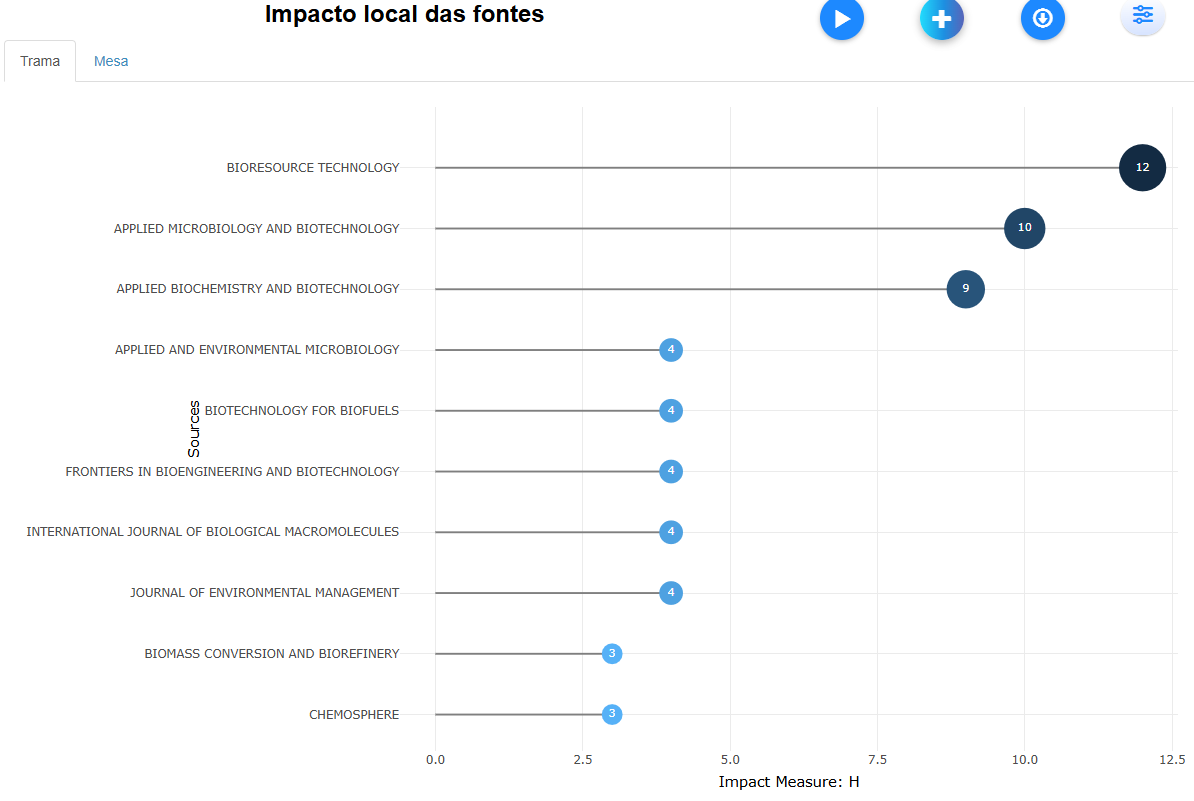 Impacto local das fontes
Trama
Mesa
BIORESOURCE TECHNOLOGY
12
APPLIED MICROBIOLOGY AND BIOTECHNOLOGY
10
APPLIED BIOCHEMISTRY AND BIOTECHNOLOGY
9
APPLIED AND ENVIRONMENTAL MICROBIOLOGY
4
Sources
BIOTECHNOLOGY FOR BIOFUELS
4
FRONTIERS IN BIOENGINEERING AND BIOTECHNOLOGY
4
INTERNATIONAL JOURNAL OF BIOLOGICAL MACROMOLECULES
4
JOURNAL OF ENVIRONMENTAL MANAGEMENT
4
BIOMASS CONVERSION AND BIOREFINERY
3
CHEMOSPHERE
3
0.0 2.5 5.0 7.5 10.0 12.5
Impact Measure: H